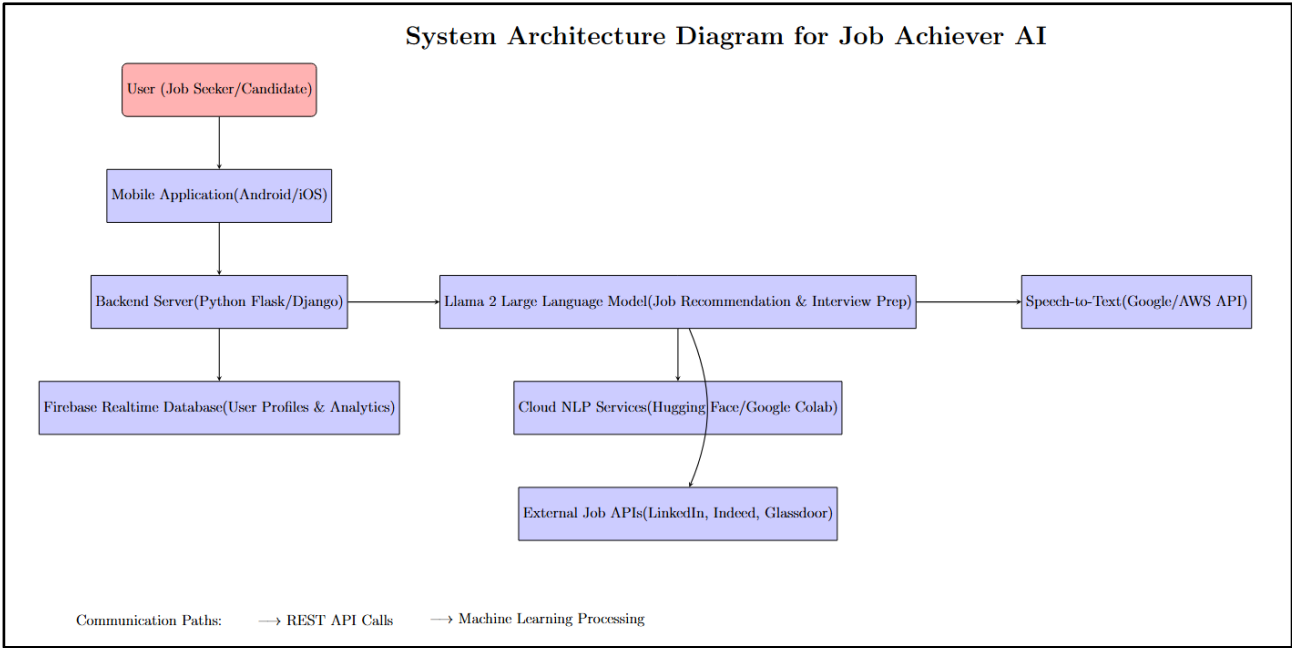 System Architecture Diagram for Job Achiever AI
User (Job Seeker/Candidate)
Mobile Application(Android/iOS)
Backend Server(Python Flask/Django)
Llama 2 Large Language Model(Job Recommendation & Interview Prep)
Speech-to-Text(Google/AWS API)
Firebase Realtime Database(User Profiles & Analytics)
Cloud NLP Services(Hugging Face/Google Colab)
External Job APIs(LinkedIn, Indeed, Glassdoor)
Communication Paths: ⟶ REST API Calls ⟶ Machine Learning Processing